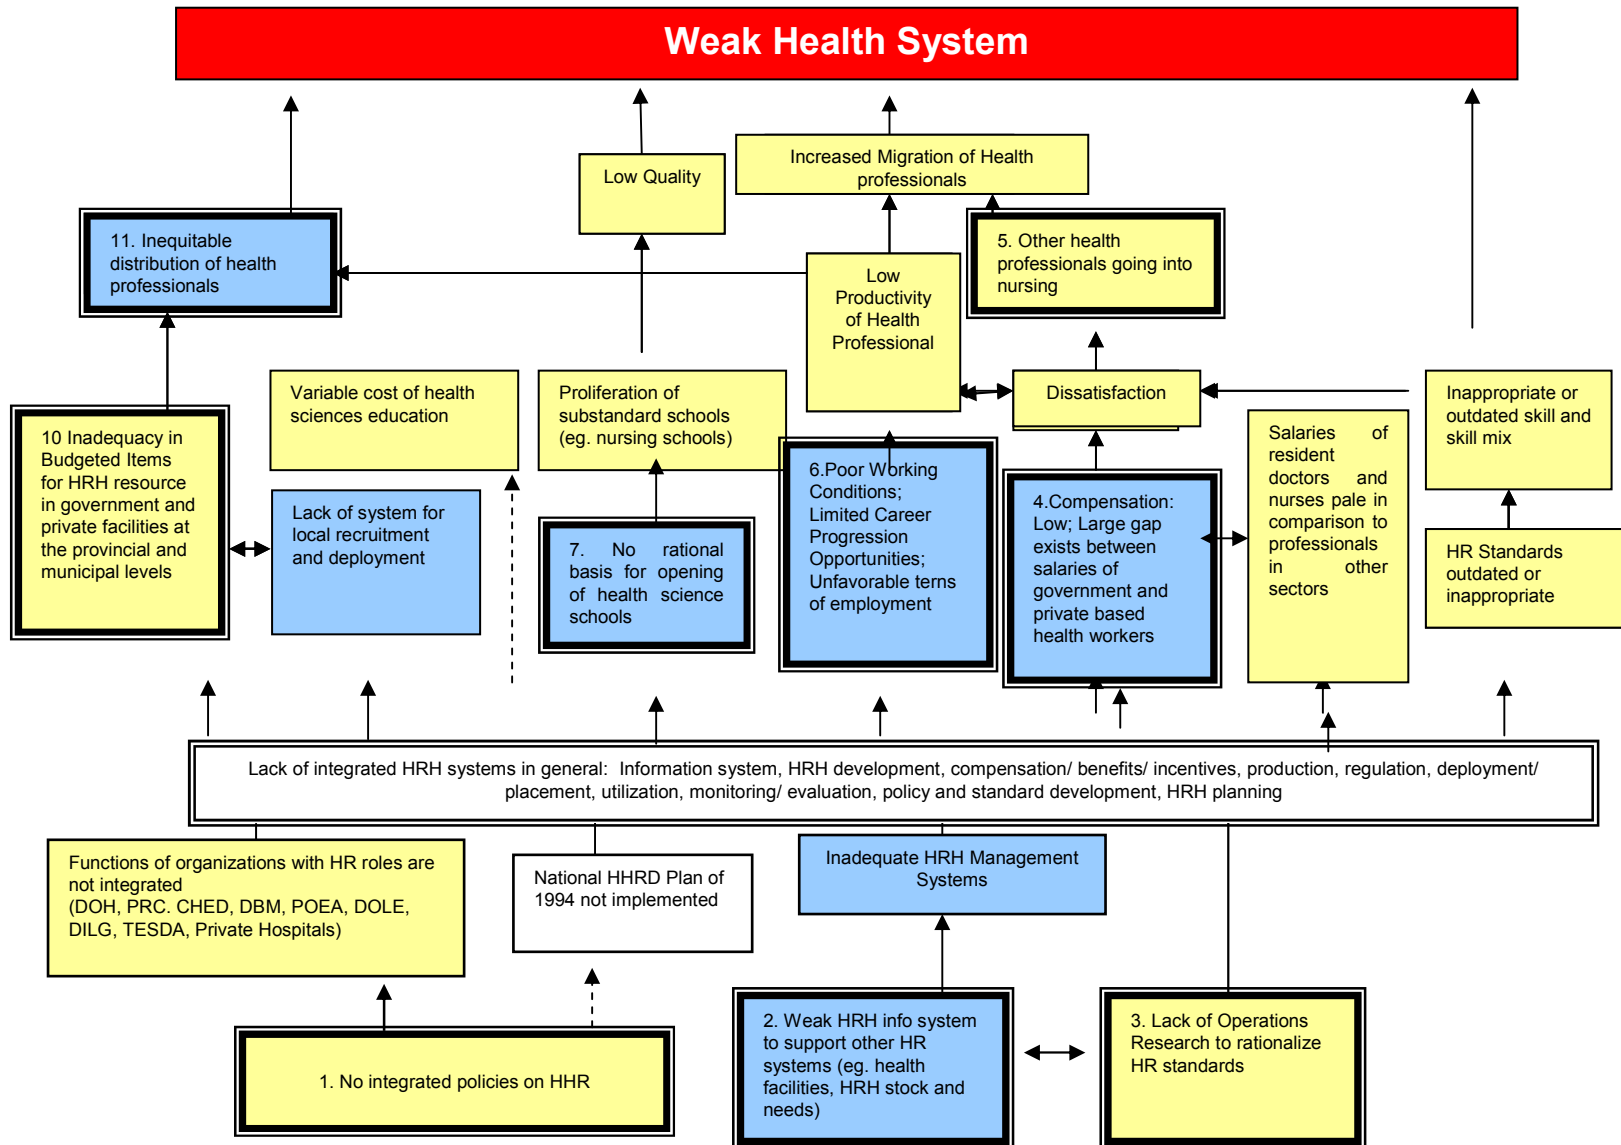 Weak Health System
Increased Migration of Health
professionals
Low Quality
11. Inequitable
distribution of health
professionals
5. Other health
professionals going into
nursing
Low
Productivity
of Health
Professional
Variable cost of health
sciences education
Proliferation of
substandard schools
(eg. nursing schools)
Dissatisfaction
Inappropriate or
outdated skill and
skill mix
10 Inadequacy in
Budgeted Items
for HRH resource
in government and
private facilities at
the provincial and
municipal levels
Lack of system for
local recruitment
and deployment
7. No rational
basis for opening
of health science
schools
6.Poor Working
Conditions;
Limited Career
Progression
Opportunities;
Unfavorable terns
of employment
4.Compensation:
Low; Large gap
exists between
salaries of
government and
private based
health workers
Salaries of
resident
doctors and
nurses pale in
comparison to
professionals
in other
sectors
HR Standards
outdated or
inappropriate
Lack of integrated HRH systems in general: Information system, HRH development, compensation/ benefits/ incentives, production, regulation, deployment/
placement, utilization, monitoring/ evaluation, policy and standard development, HRH planning
Functions of organizations with HR roles are
not integrated
(DOH, PRC. CHED, DBM, POEA, DOLE,
DILG, TESDA, Private Hospitals)
National HHRD Plan of
1994 not implemented
Inadequate HRH Management
Systems
1. No integrated policies on HHR
2. Weak HRH info system
to support other HR
systems (eg. health
facilities, HRH stock and
needs)
3. Lack of Operations
Research to rationalize
HR standards